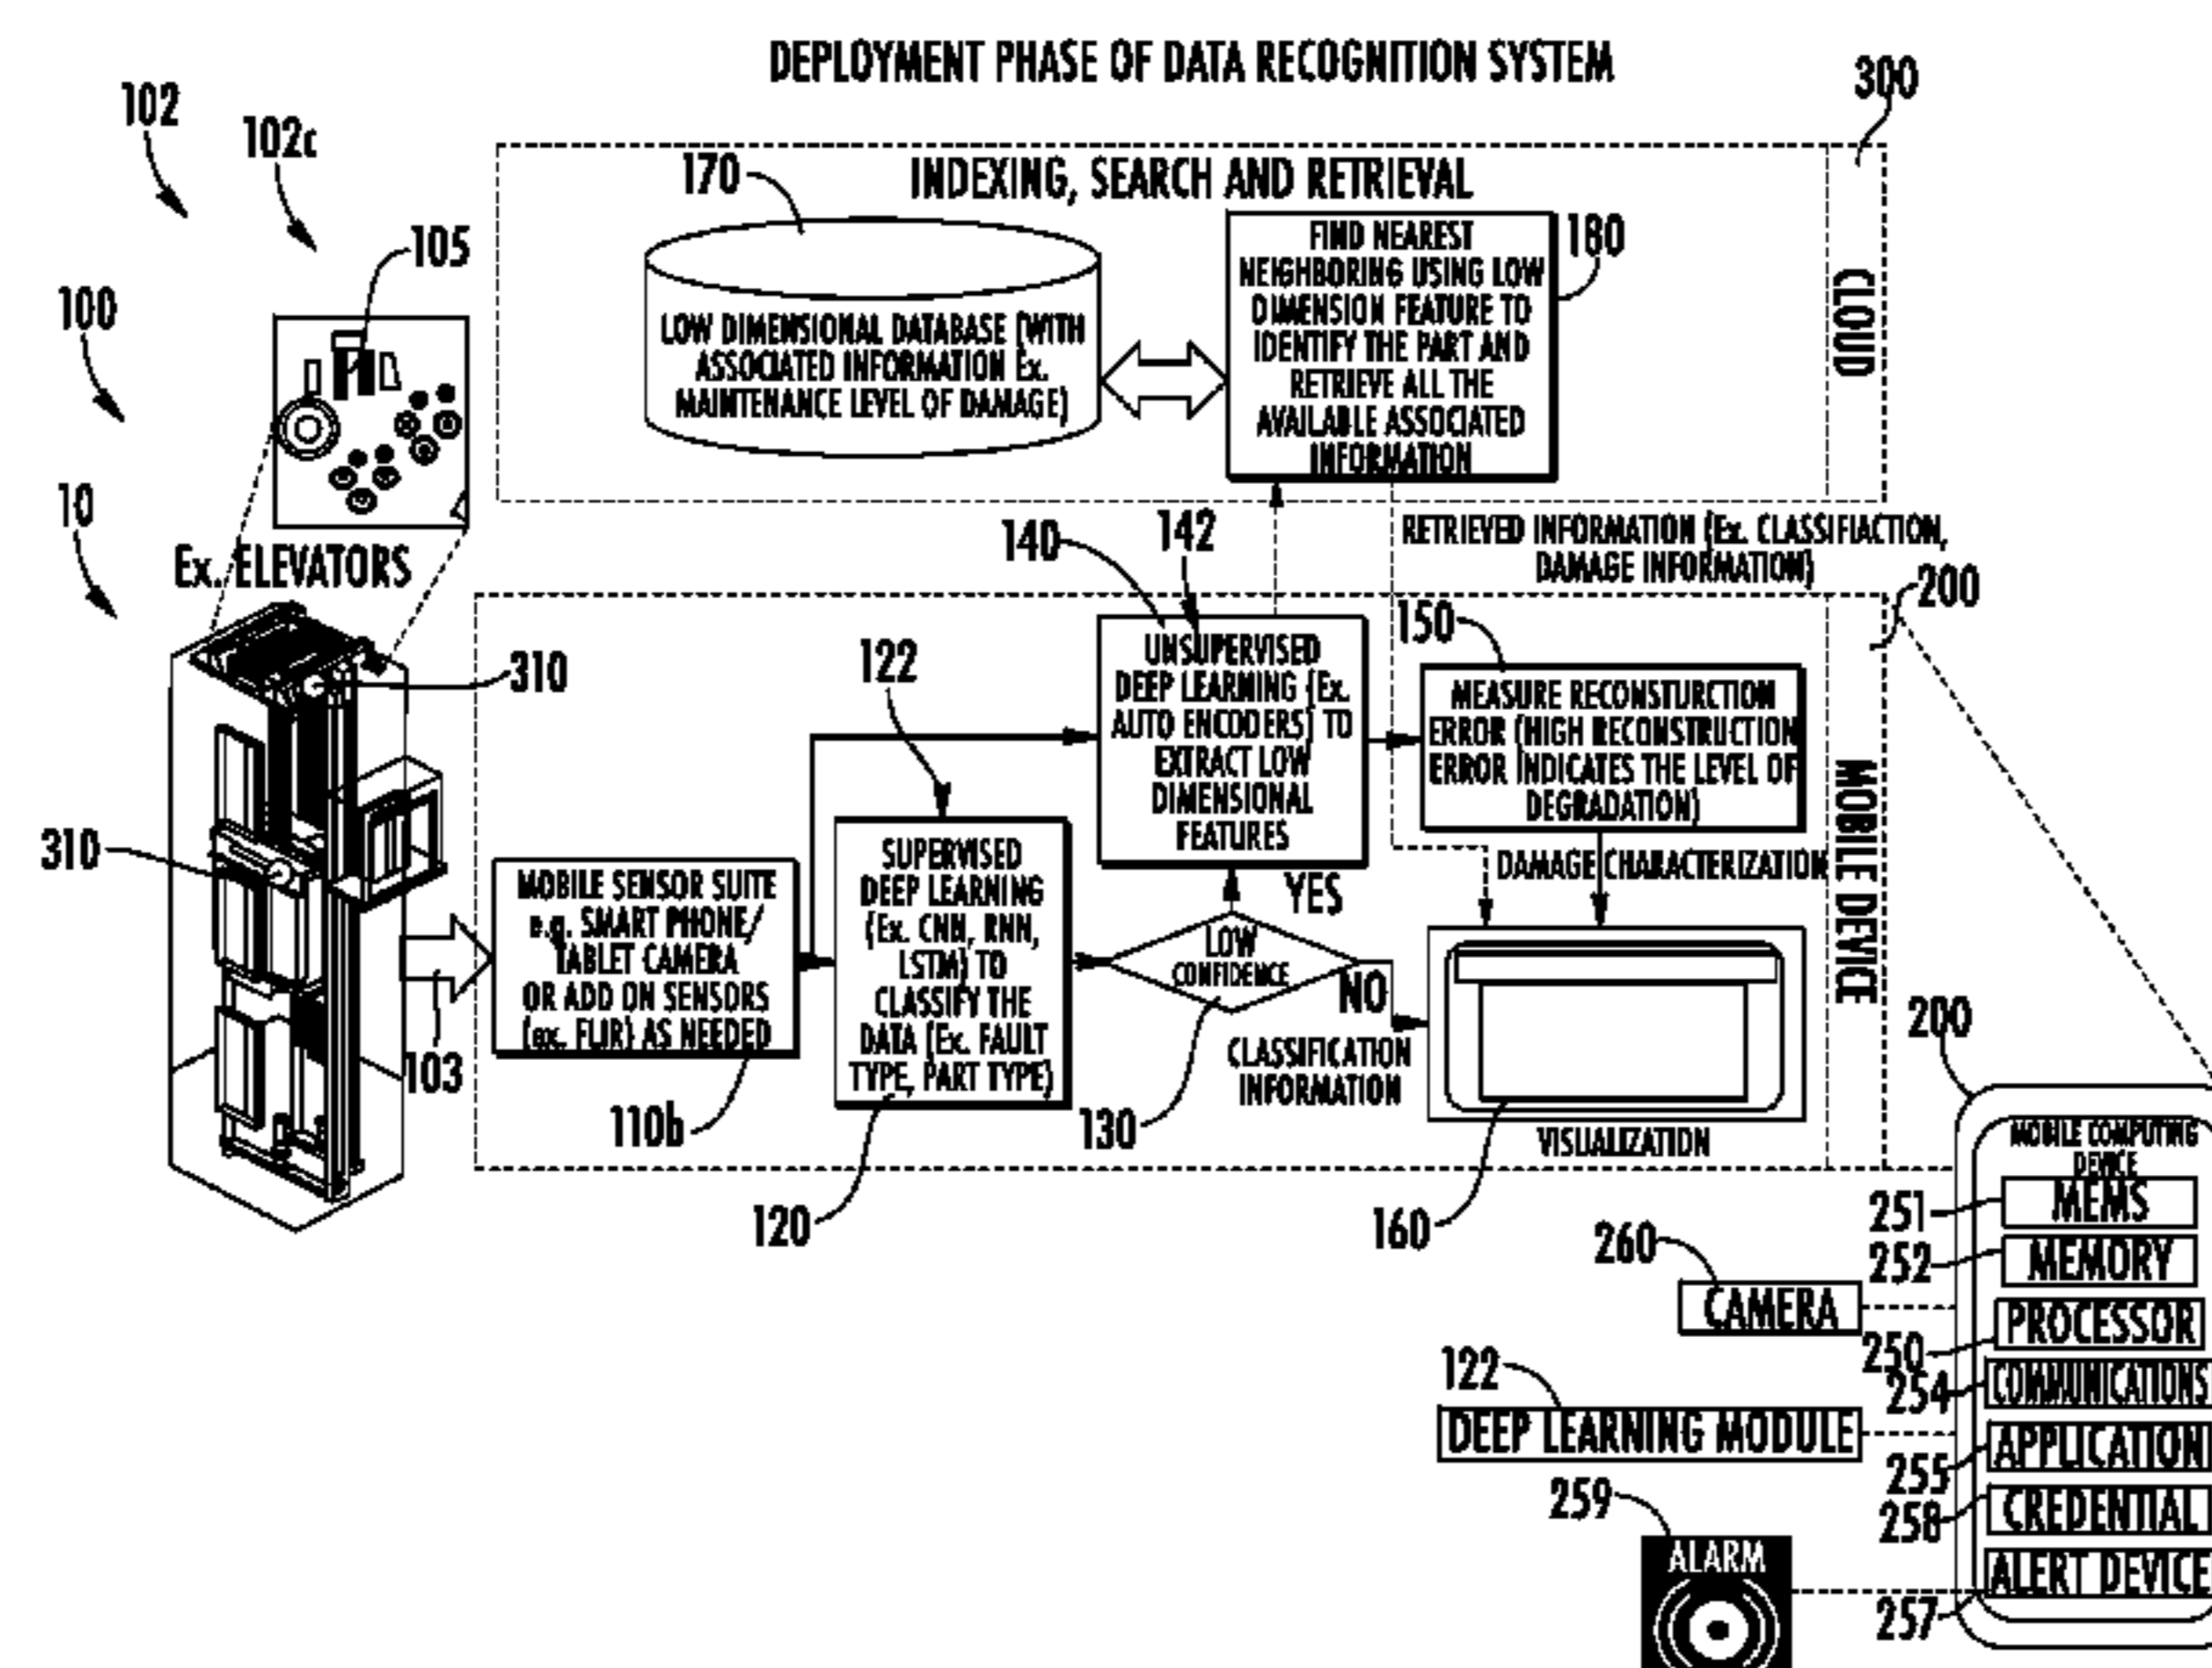 DEPLOYMENT PHASE OF DATA RECOGNITION SYSTEM
102
102c
300
INDEXING, SEARCH AND RETRIEVAL
170
105
100
180
LOW DIMENSIONAL DATABASE (WITH
ASSOCIATED INFORMATION Ex.
MAINTENANCE LEVEL OF DAMAGE)
FIND NEAREST
NEIGHBORING USING LOW
DIMENSION FEATURE TO
IDENTIFY THE PART AND
RETRIEVE ALL THE
AVAILABLE ASSOCIATED
INFORMATION
CLOUD
10
Ex. ELEVATORS
140
142
RETRIEVED INFORMATION (Ex. CLASSIFIACTION,
DAMAGE INFORMATION)
200
310
122
150
UNSUPERVISED
DEEP LEARNING (Ex.
AUTO ENCODERS) TO
EXTRACT LOW
DIMENSIONAL
FEATURES
MEASURE RECONSTURCTION
ERROR (HIGH RECONSTRUCTION
ERROR INDICATES THE LEVEL OF
DEGRADATION)
MOBILE DEVICE
310
MOBILE SENSOR SUITE
e.g. SMART PHONE/
TABLET CAMERA
OR ADD ON SENSORS
(ex. FLIR) AS NEEDED
SUPERVISED
DEEP LEARNING
(Ex. CNN, RNN,
LSTM) TO
CLASSIFY THE
DATA (Ex. FAULT
TYPE, PART TYPE)
YES
DAMAGE CHARACTERIZATION
LOW
CONFIDENCE
NO
CLASSIFICATION
INFORMATION
103
110b
130
VISUALIZATION
120
160
200
MOBILE COMPUTING
DEVICE
251
MEMS
252
MEMORY
260
CAMERA
250
PROCESSOR
254
COMMUNICATIONS
122
DEEP LEARNING MODULE
255
APPLICATION
258
CREDENTIAL
259
ALARM
257
ALERT DEVICE